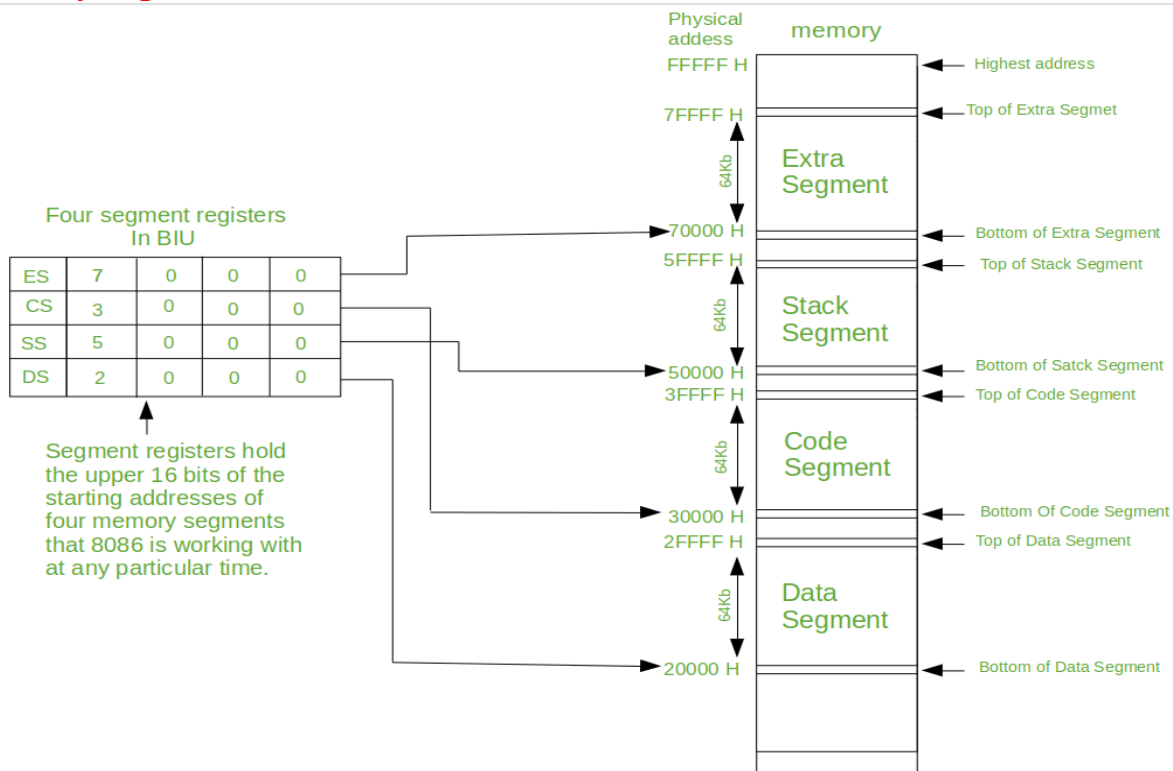 Physical
addess
memory
FFFFF H
Highest address
7FFFF H
Top of Extra Segmet
64Kb
Extra
Segment
Four segment registers
In BIU
70000 H
Bottom of Extra Segment
5FFFF H
Top of Stack Segment
ES 7 0 0 0
CS 3 0 0 0
SS 5 0 0 0
DS 2 0 0 0
64Kb
Stack
Segment
50000 H
Bottom of Satck Segment
3FFFF H
Top of Code Segment
Segment registers hold
the upper 16 bits of the
starting addresses of
four memory segments
that 8086 is working with
at any particular time.
64Kb
Code
Segment
30000 H
Bottom Of Code Segment
2FFFF H
Top of Data Segment
64Kb
Data
Segment
20000 H
Bottom of Data Segment